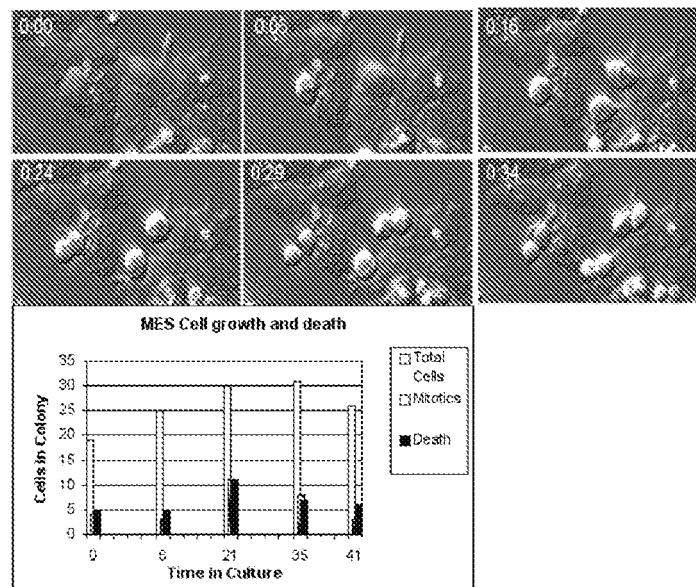 0:00
0:05
0:16
0:24
0:29
0:34
MES Cell growth and death
35
30
25
20
15
10
5
0
Cells in Colony
0
6
21
35
41
Time in Culture
Total
Cells
Mitotics
Death